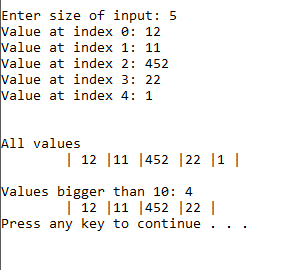 Enter size of input: 5
Value at index 0: 12
Value at index 1: 11
Value at index 2: 452
Value at index 3: 22
Value at index 4: 1
All values
| 12 |11 |452 |22 |1 |
Values bigger than 10: 4
| 12 |11 |452 |22 |
Press any key to continue . . .